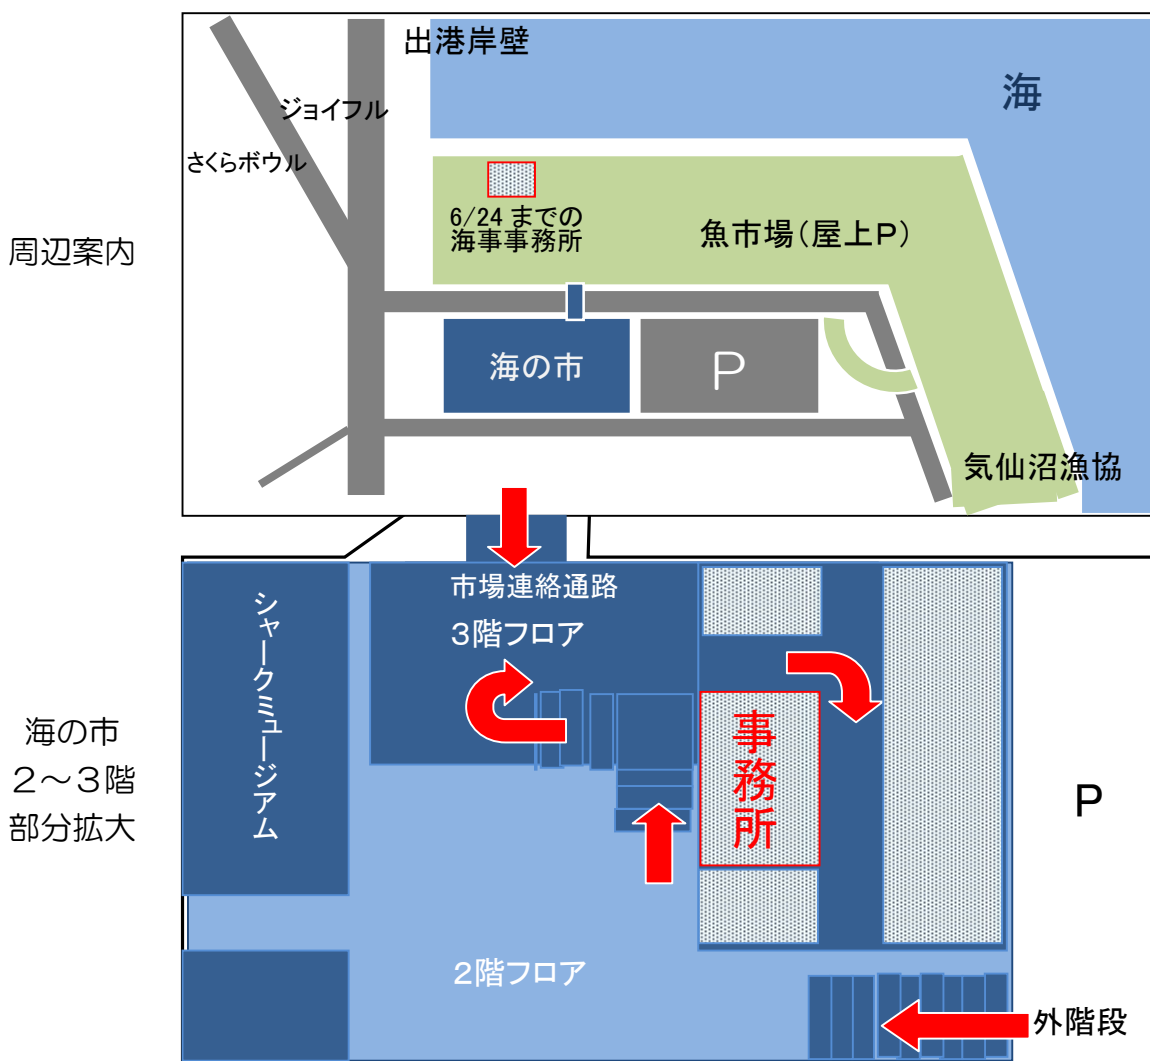 出港岸壁
海
ジョイフル
さくらボウル
6/24 までの
海事事務所
魚市場(屋上P)
周辺案内
海の市
P
気仙沼漁協
市場連絡通路
3階フロア
シャークミュージアム
事務所
海の市
2～3階
部分拡大
P
2階フロア
外階段